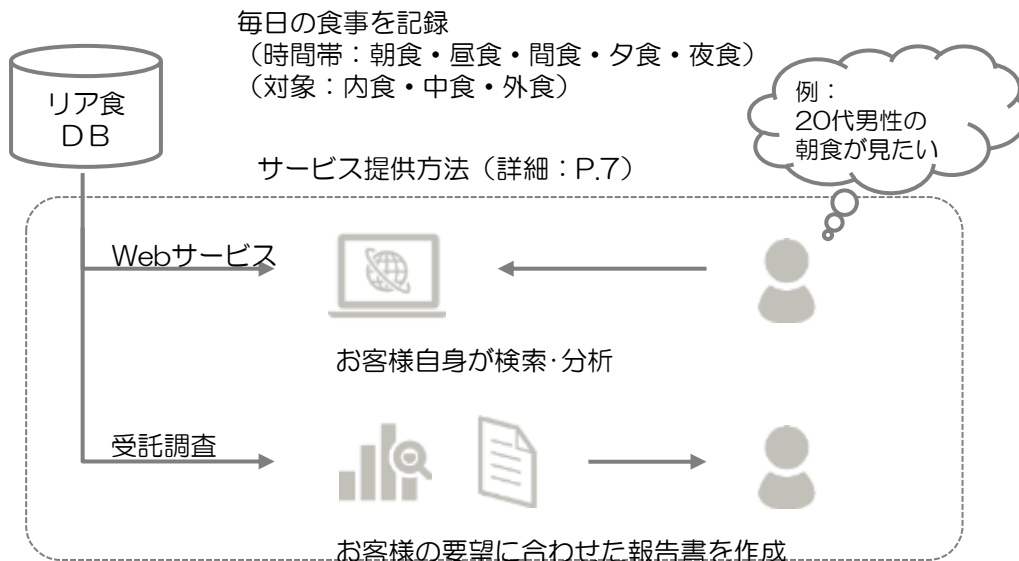 毎日の食事を記録
（時間帯：朝食・昼食・間食・夕食・夜食）
（対象：内食・中食・外食）
リア食
ＤＢ
例：
20代男性の
朝食が見たい
サービス提供方法（詳細：P.7）
Webサービス
お客様自身が検索･分析
受託調査
お客様の要望に合わせた報告書を作成